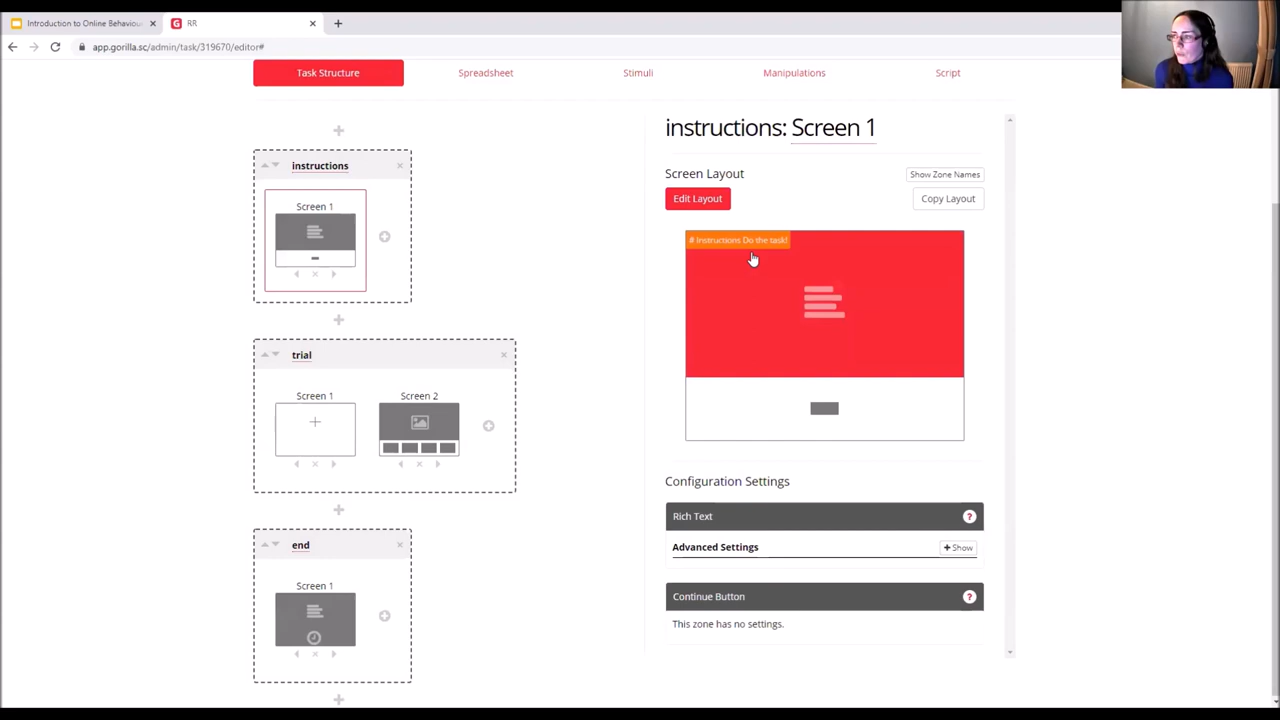 Introduction to Online Behaviou
RR
app.gorilla.sc/admin/task/319670/editor#
Task Structure
Spreadsheet
Stimuli
Manipulations
Script
instructions
Screen 1
trial
Screen 1
Screen 2
end
Screen 1
instructions: Screen 1
Screen Layout
Show Zone Names
Edit Layout
Copy Layout
# Instructions Do the task!
Configuration Settings
Rich Text
?
Advanced Settings
+ Show
Continue Button
?
This zone has no settings.